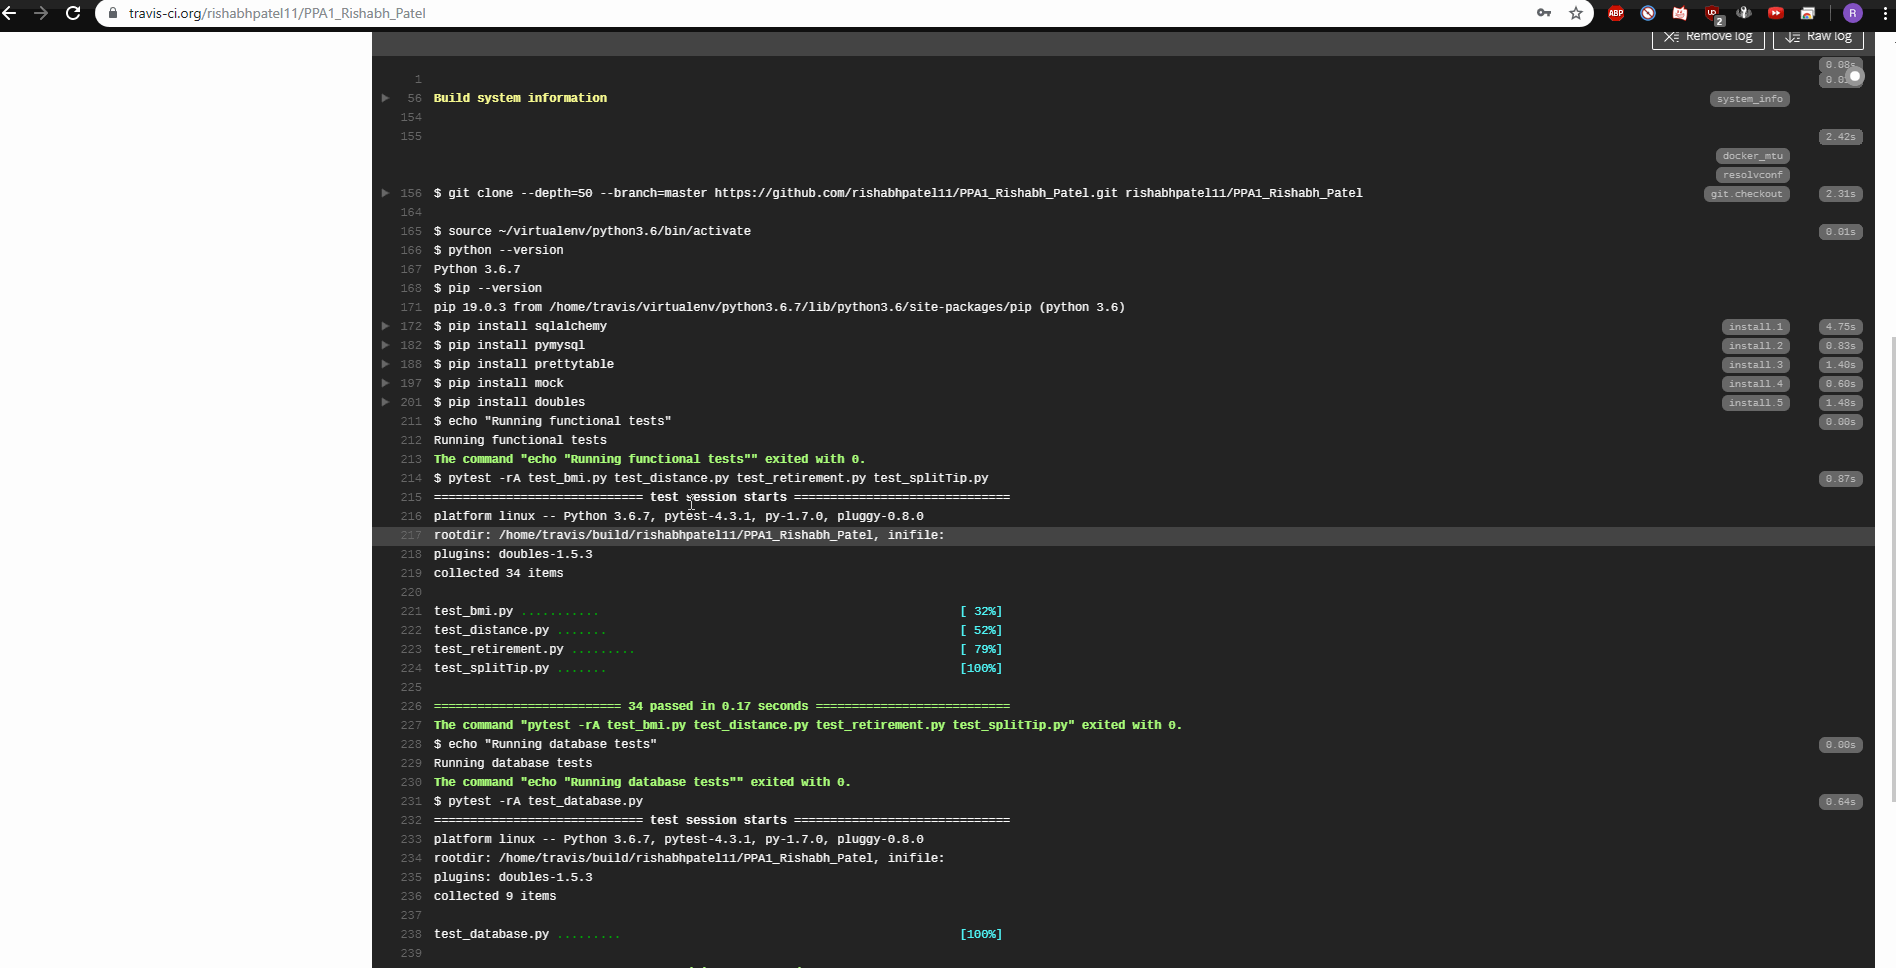 travis-ci.org/rishabhpatel11/PPA1_Rishabh_Patel
ABP
2
R
Remove log
Raw log
0.08s
1
56 Build system information system_info
154
155 2.42s
docker_mtu
resolvconf
156 $ git clone --depth=50 --branch=master https://github.com/rishabhpatel11/PPA1_Rishabh_Patel.git rishabhpatel11/PPA1_Rishabh_Patel git.checkout 2.31s
164
165 $ source ~/virtualenv/python3.6/bin/activate 0.01s
166 $ python --version
167 Python 3.6.7
168 $ pip --version
171 pip 19.0.3 from /home/travis/virtualenv/python3.6.7/lib/python3.6/site-packages/pip (python 3.6)
172 $ pip install sqlalchemy install.1 4.75s
182 $ pip install pymysql install.2 0.83s
188 $ pip install prettytable install.3 1.40s
197 $ pip install mock install.4 0.60s
201 $ pip install doubles install.5 1.48s
211 $ echo "Running functional tests" 0.00s
212 Running functional tests
213 The command "echo "Running functional tests"" exited with 0.
214 $ pytest -rA test_bmi.py test_distance.py test_retirement.py test_splitTip.py 0.87s
215 ============================= test session starts ==============================
216 platform linux -- Python 3.6.7, pytest-4.3.1, py-1.7.0, pluggy-0.8.0
217 rootdir: /home/travis/build/rishabhpatel11/PPA1_Rishabh_Patel, inifile:
218 plugins: doubles-1.5.3
219 collected 34 items
220
221 test_bmi.py ........... [ 32%]
222 test_distance.py ....... [ 52%]
223 test_retirement.py ......... [ 79%]
224 test_splitTip.py ....... [100%]
225
226 ========================== 34 passed in 0.17 seconds ===========================
227 The command "pytest -rA test_bmi.py test_distance.py test_retirement.py test_splitTip.py" exited with 0.
228 $ echo "Running database tests" 0.00s
229 Running database tests
230 The command "echo "Running database tests"" exited with 0.
231 $ pytest -rA test_database.py 0.64s
232 ============================= test session starts ==============================
233 platform linux -- Python 3.6.7, pytest-4.3.1, py-1.7.0, pluggy-0.8.0
234 rootdir: /home/travis/build/rishabhpatel11/PPA1_Rishabh_Patel, inifile:
235 plugins: doubles-1.5.3
236 collected 9 items
237
238 test_database.py ......... [100%]
239